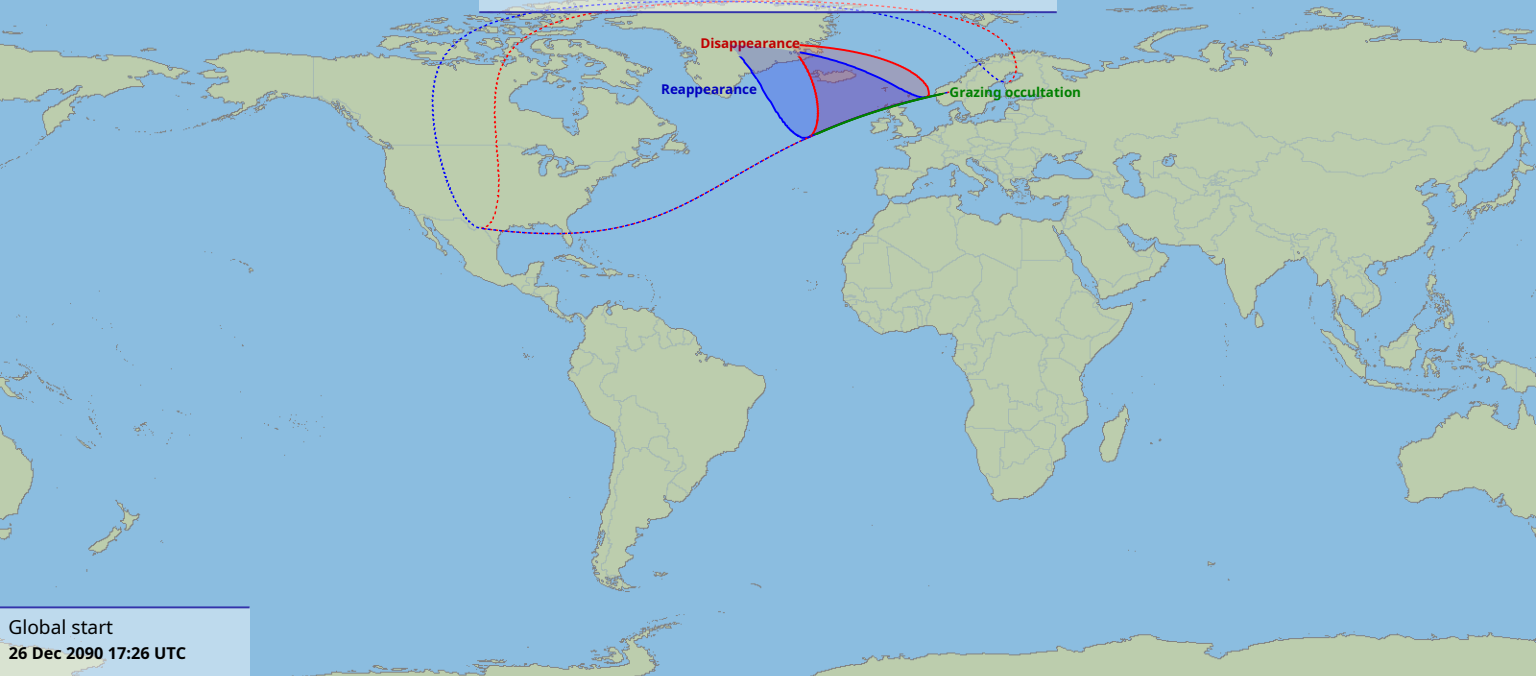 Disappearance
Reappearance
Grazing occultation
Global start
26 Dec 2090 17:26 UTC